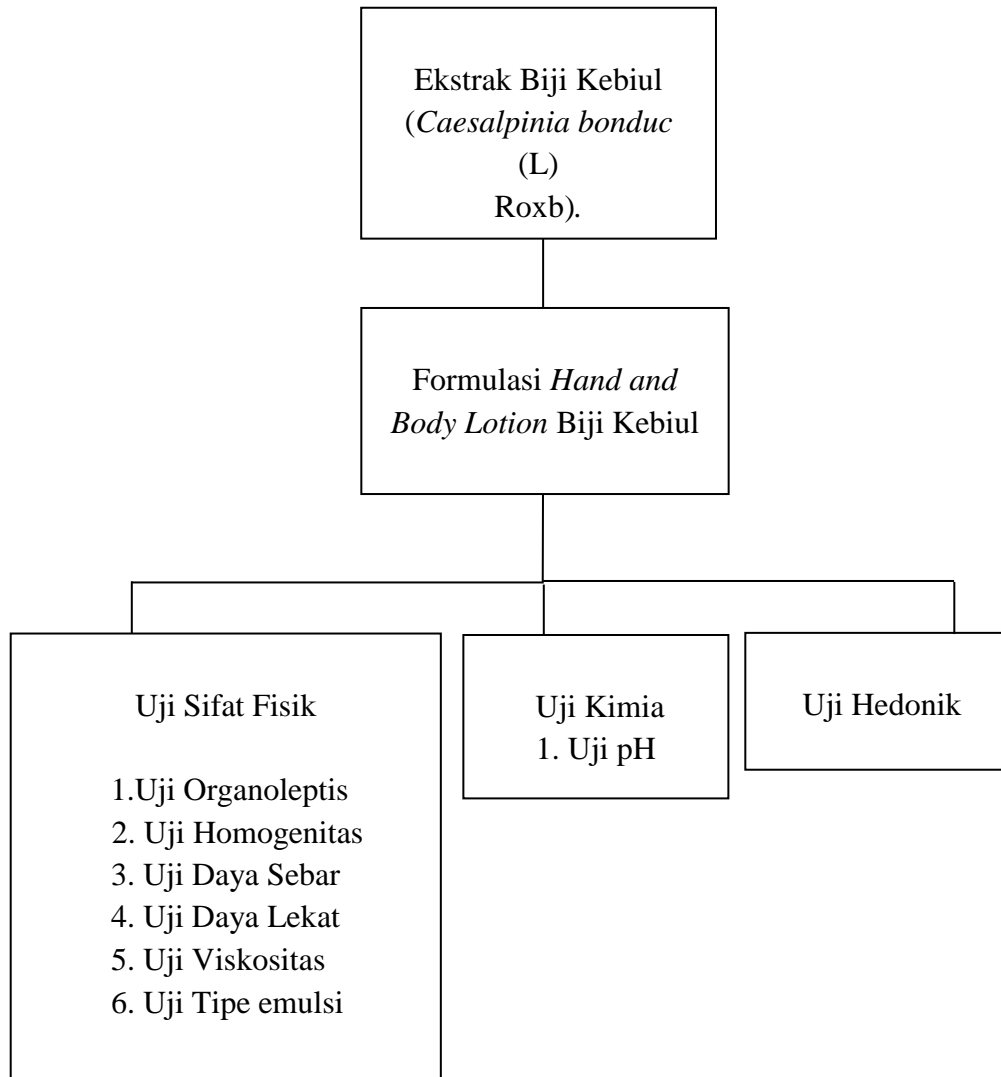 Ekstrak Biji Kebiul
(Caesalpinia bonduc
(L)
Roxb).
Formulasi Hand and
Body Lotion Biji Kebiul
Uji Sifat Fisik
1.Uji Organoleptis
2. Uji Homogenitas
3. Uji Daya Sebar
4. Uji Daya Lekat
5. Uji Viskositas
6. Uji Tipe emulsi
Uji Kimia
1. Uji pH
Uji Hedonik